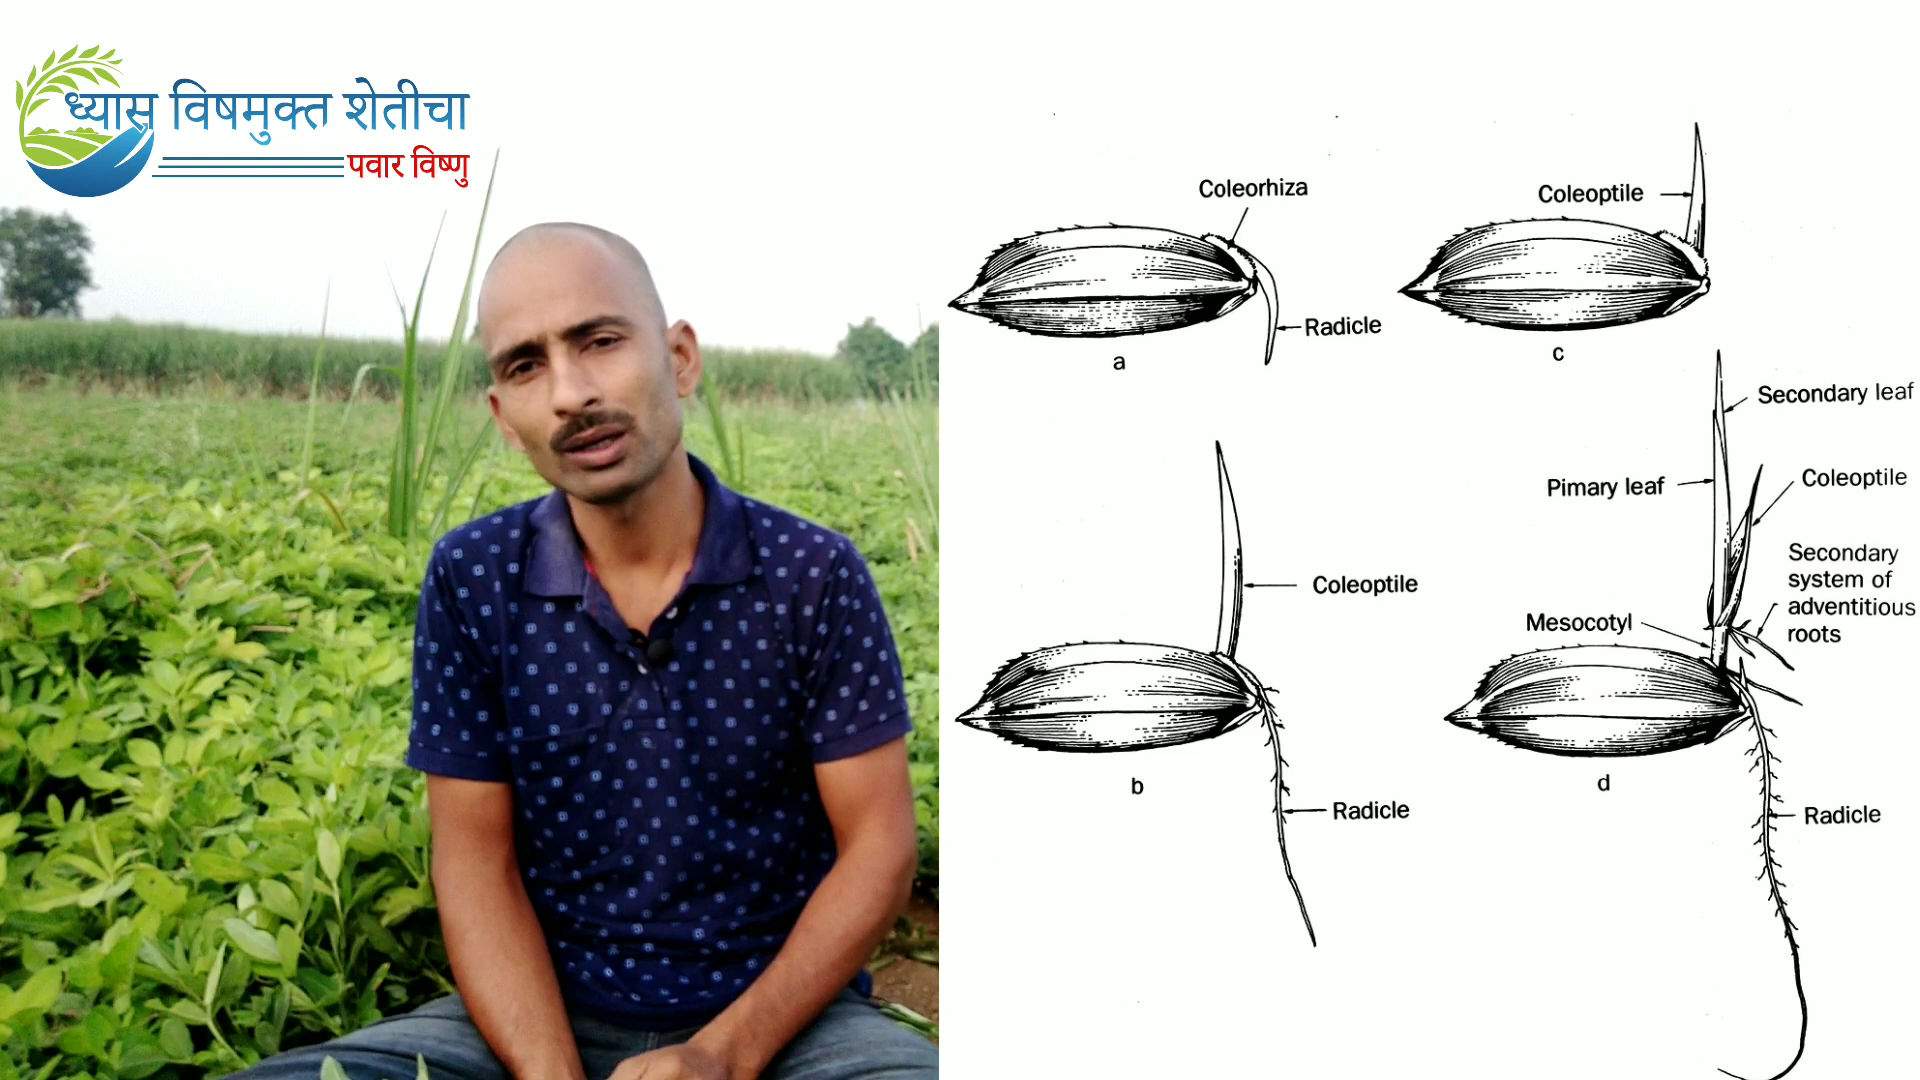 ध्यास विषमुक्त शेतीचा
पवार विष्णु
Coleorhiza
Radicle
a
Coleoptile
c
Coleoptile
Radicle
b
Secondary leaf
Pimary leaf
Coleoptile
Secondary
system of
adventitious
roots
Mesocotyl
Radicle
d